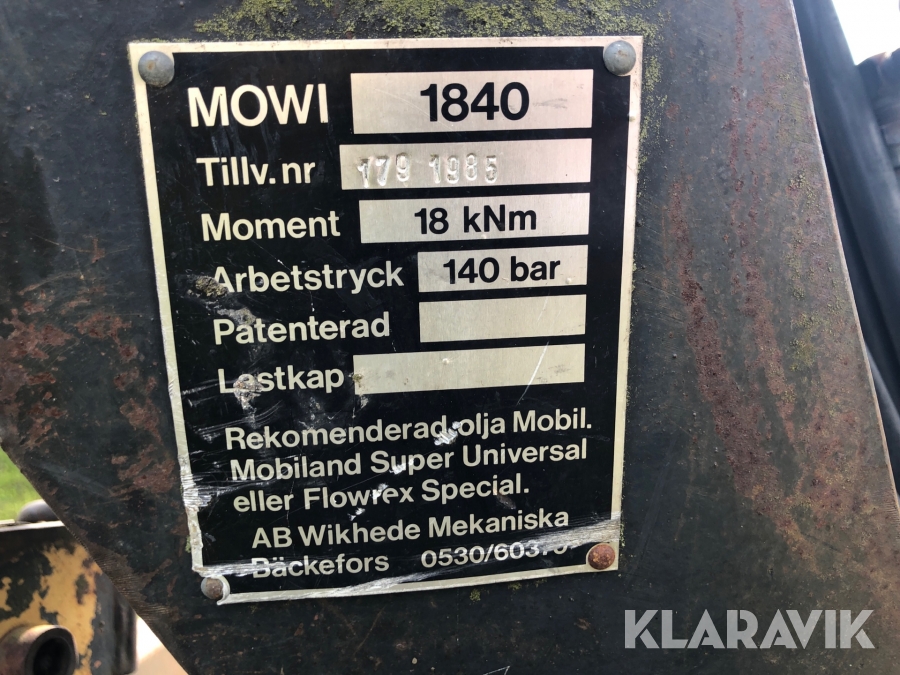 MOWI 1840
Tillv.nr 179 1985
Moment 18 kNm
Arbetstryck 140 bar
Patenterad
Lastkap
Rekomenderad olja Mobil.
Mobiland Super Universal
eller Flowrex Special.
AB Wikhede Mekaniska
Bäckefors
KLARAVIK